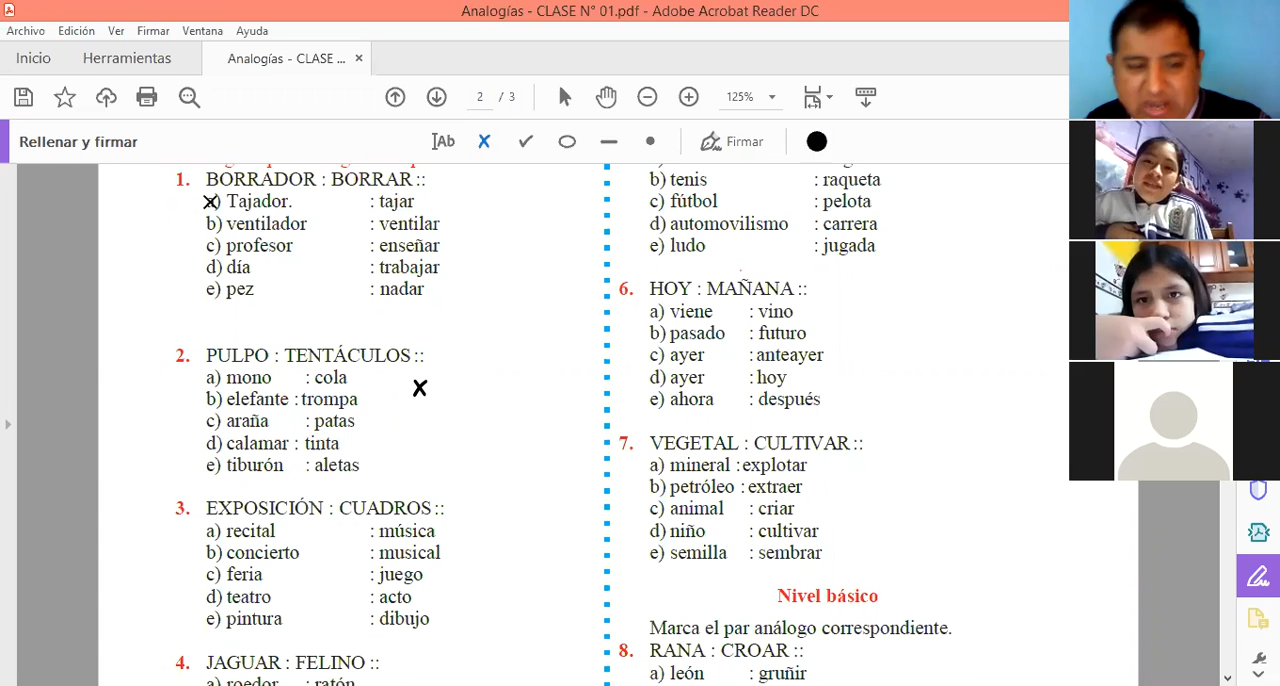 Analogías - CLASE N° 01.pdf - Adobe Acrobat Reader DC
Archivo Edición Ver Firmar Ventana Ayuda
Inicio Herramientas Analogías - CLASE ... ×
2 / 3 125%
Rellenar y firmar Ab Firmar
1. BORRADOR : BORRAR ::
Tajador. : tajar
b) ventilador : ventilar
c) profesor : enseñar
d) día : trabajar
e) pez : nadar
2. PULPO : TENTÁCULOS ::
a) mono : cola
b) elefante : trompa
c) araña : patas
d) calamar : tinta
e) tiburón : aletas
3. EXPOSICIÓN : CUADROS ::
a) recital : música
b) concierto : musical
c) feria : juego
d) teatro : acto
e) pintura : dibujo
4. JAGUAR : FELINO ::
a) roedor : ratón
b) tenis : raqueta
c) fútbol : pelota
d) automovilismo : carrera
e) ludo : jugada
6. HOY : MAÑANA ::
a) viene : vino
b) pasado : futuro
c) ayer : anteayer
d) ayer : hoy
e) ahora : después
7. VEGETAL : CULTIVAR ::
a) mineral : explotar
b) petróleo : extraer
c) animal : criar
d) niño : cultivar
e) semilla : sembrar
Nivel básico
Marca el par análogo correspondiente.
8. RANA : CROAR ::
a) león : gruñir